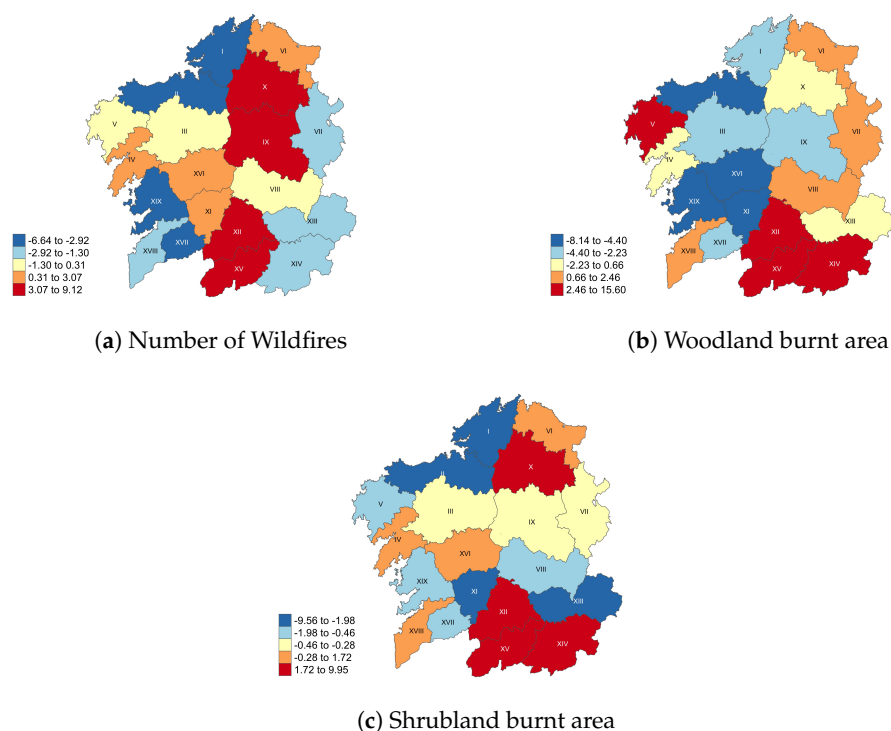 I
VI
X
II
V
III
VII
IX
IV
XVI
VIII
XIX
XI
XIII
XII
XVIII
XVII
XIV
XV
-6.64 to -2.92
-2.92 to -1.30
-1.30 to 0.31
0.31 to 3.07
3.07 to 9.12
(a) Number of Wildfires
I
VI
X
II
V
III
VII
IX
IV
XVI
VIII
XIX
XI
XIII
XII
XVIII
XVII
XIV
XV
-8.14 to -4.40
-4.40 to -2.23
-2.23 to 0.66
0.66 to 2.46
2.46 to 15.60
(b) Woodland burnt area
I
VI
X
II
V
III
VII
IX
IV
XVI
VIII
XIX
XI
XIII
XII
XVIII
XVII
XIV
XV
-9.56 to -1.98
-1.98 to -0.46
-0.46 to -0.28
-0.28 to 1.72
1.72 to 9.95
(c) Shrubland burnt area